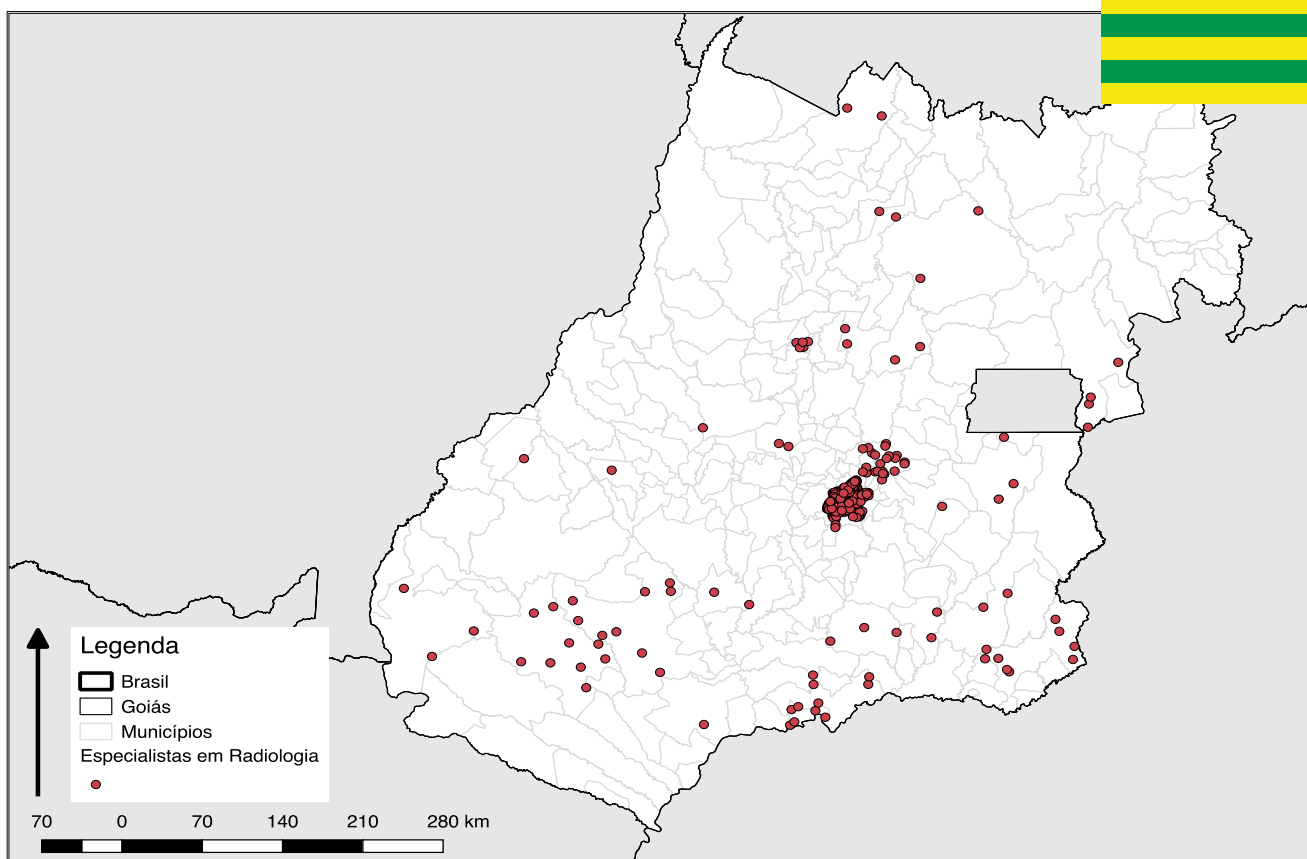 Legenda
Brasil
Goiás
Municípios
Especialistas em Radiologia
70 0 70 140 210 280 km